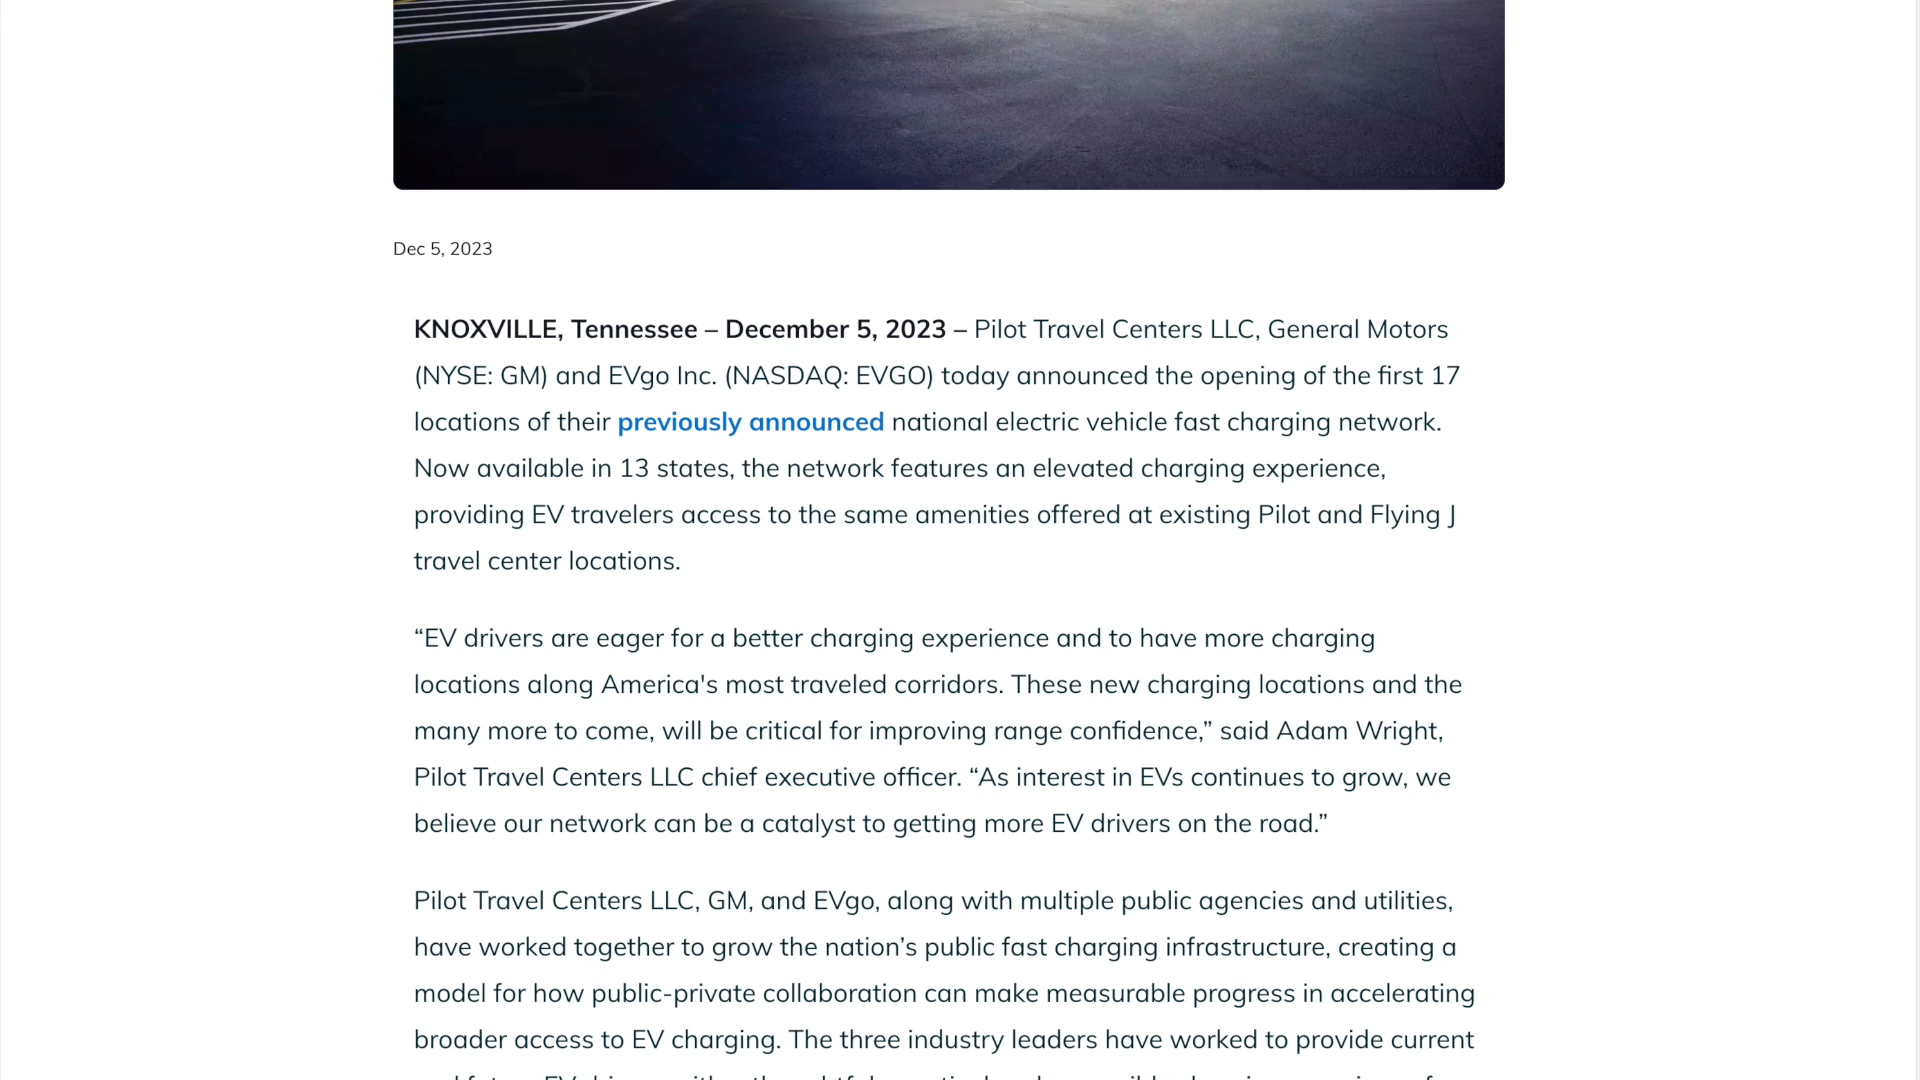 Dec 5, 2023
KNOXVILLE, Tennessee – December 5, 2023 – Pilot Travel Centers LLC, General Motors
(NYSE: GM) and EVgo Inc. (NASDAQ: EVGO) today announced the opening of the first 17
locations of their previously announced national electric vehicle fast charging network.
Now available in 13 states, the network features an elevated charging experience,
providing EV travelers access to the same amenities offered at existing Pilot and Flying J
travel center locations.
“EV drivers are eager for a better charging experience and to have more charging
locations along America's most traveled corridors. These new charging locations and the
many more to come, will be critical for improving range confidence,” said Adam Wright,
Pilot Travel Centers LLC chief executive officer. “As interest in EVs continues to grow, we
believe our network can be a catalyst to getting more EV drivers on the road.”
Pilot Travel Centers LLC, GM, and EVgo, along with multiple public agencies and utilities,
have worked together to grow the nation’s public fast charging infrastructure, creating a
model for how public-private collaboration can make measurable progress in accelerating
broader access to EV charging. The three industry leaders have worked to provide current